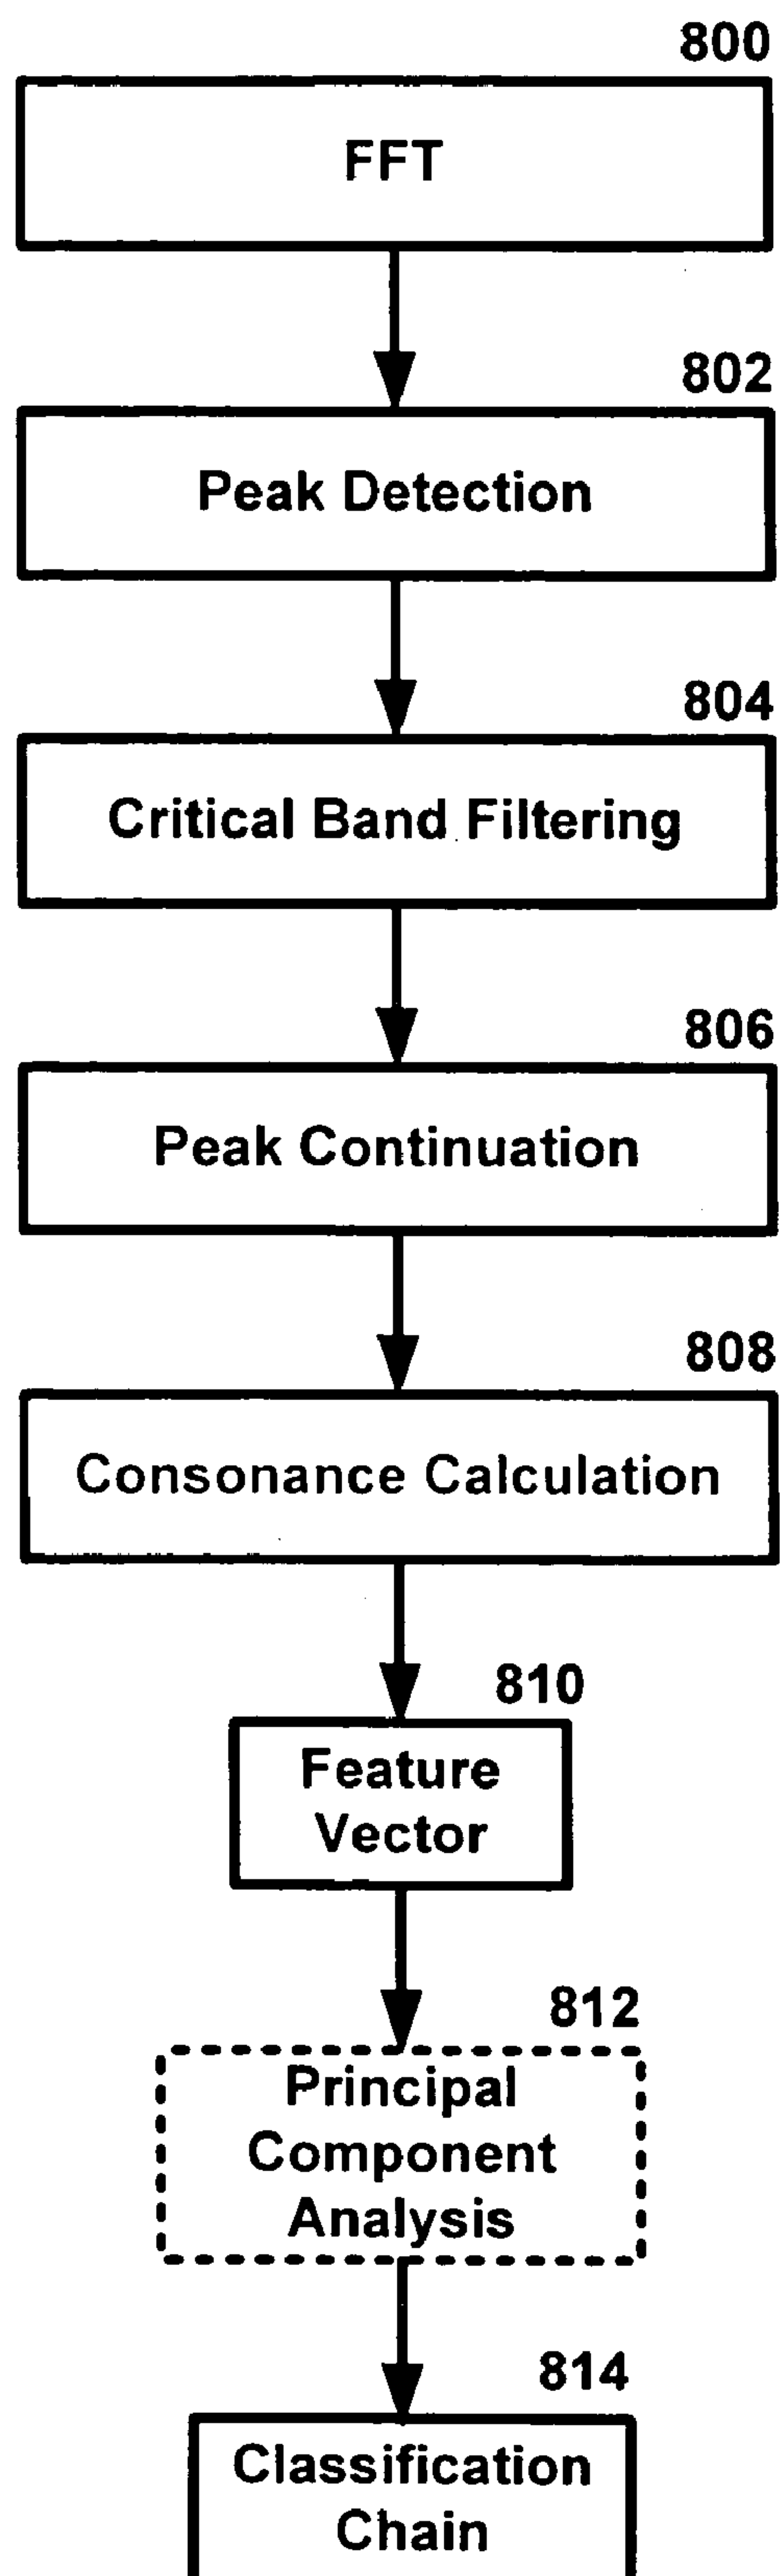 800
FFT
802
Peak Detection
804
Critical Band Filtering
806
Peak Continuation
808
Consonance Calculation
810
Feature
Vector
812
Principal
Component
Analysis
814
Classification
Chain